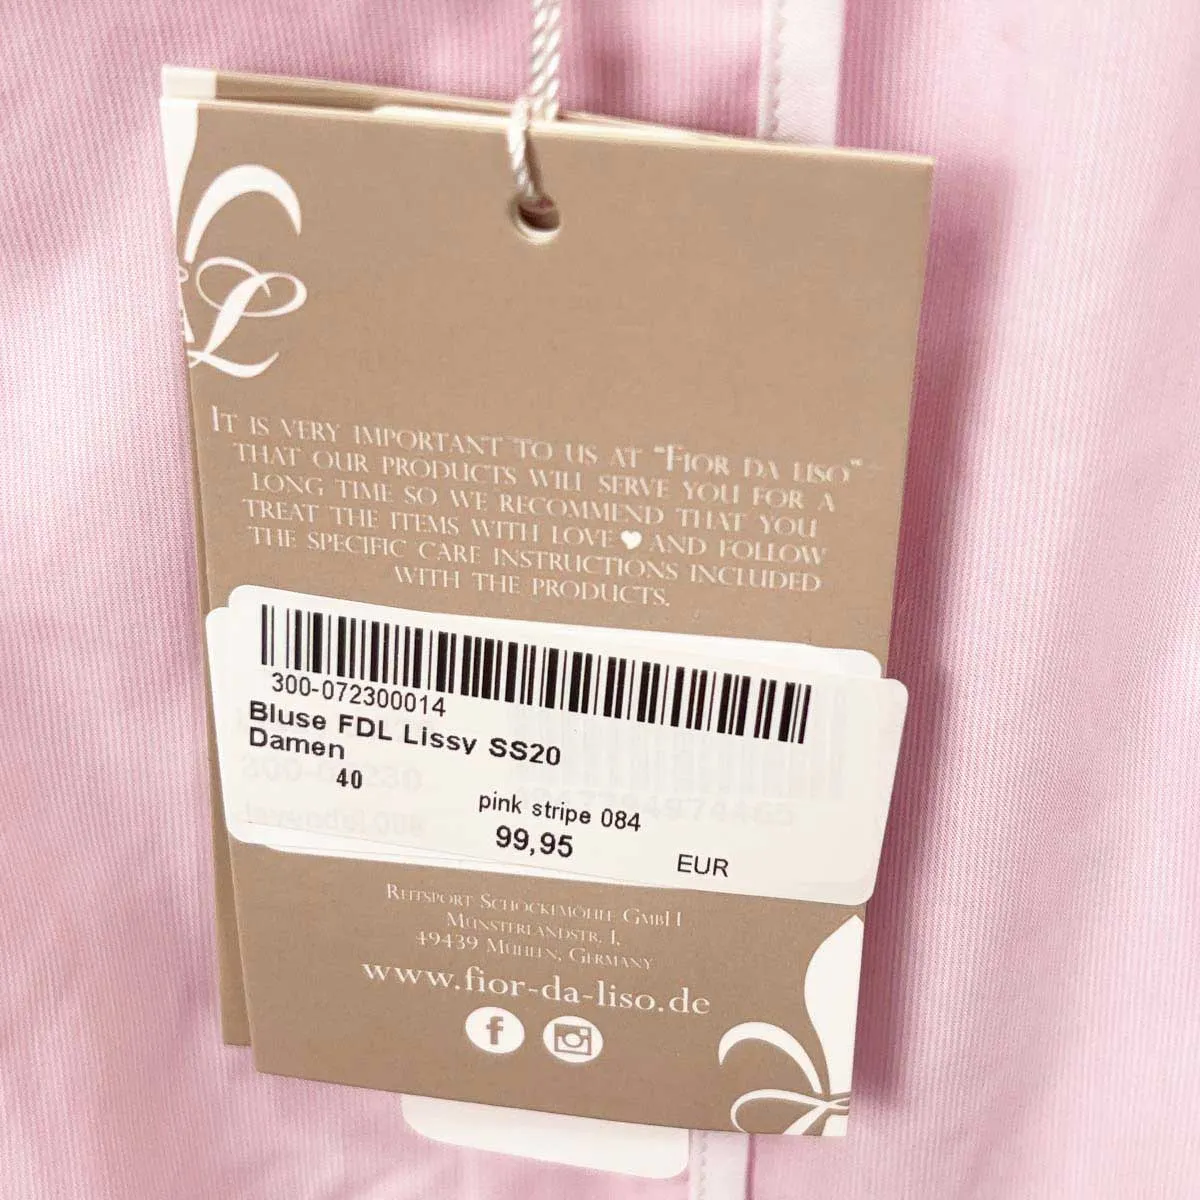 L
IT IS VERY IMPORTANT TO US AT "FIOR DA LISO"
THAT OUR PRODUCTS WILL SERVE YOU FOR A
LONG TIME SO WE RECOMMEND THAT YOU
TREAT THE ITEMS WITH LOVE ♥ AND FOLLOW
THE SPECIFIC CARE INSTRUCTIONS INCLUDED
WITH THE PRODUCTS.
300-072300014
Bluse FDL Lissy SS20
Damen
40
pink stripe 084
99,95
EUR
REITSPORT SCHOCKEMÖHLE GMBH
MÜNSTERLANDSTR. 1,
49439 MÜHLEN, GERMANY
www.fior-da-liso.de
f